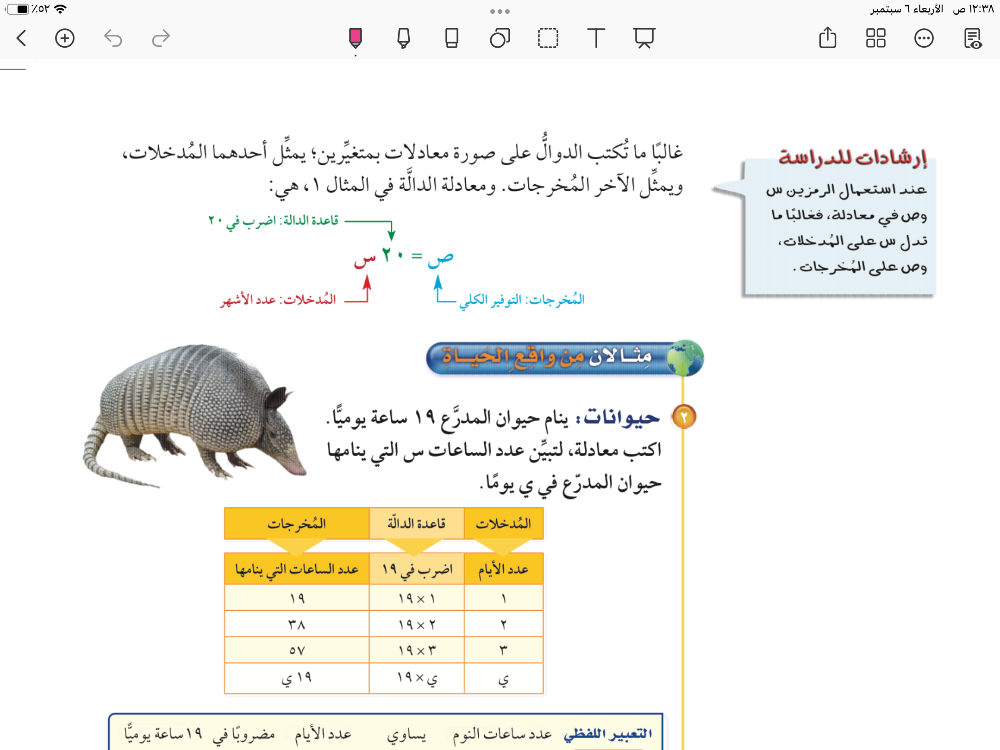 ١٢:٣٨ ص الأربعاء ٦ سبتمبر
٪٥٢
غالبًا ما تُكتب الدوالُّ على صورة معادلات بمتغيِّرين؛ يمثِّل أحدهما المُدخلات،
ويمثِّل الآخر المُخرجات. ومعادلة الدالَّة في المثال ١، هي:
قاعدة الدالة: اضرب في ٢٠
ص = ٢٠ س
المُخرجات: التوفير الكلي
المُدخلات: عدد الأشهر
إرشادات للدراسة
عند استعمال الرمزين س
وص في معادلة، فغالبًا ما
تدل س على المُدخلات،
وص على المُخرجات.
مِثـالان مِن واقِعِ الحَيـاةِ
٢
حيوانات: ينام حيوان المدرَّع ١٩ ساعة يوميًّا.
اكتب معادلة، لتبيِّن عدد الساعات س التي ينامها
حيوان المدرّع في ي يومًا.
المُدخلات قاعدة الدالّة المُخرجات
عدد الأيام اضرب في ١٩ عدد الساعات التي ينامها
١ ١ × ١٩ ١٩
٢ ٢ × ١٩ ٣٨
٣ ٣ × ١٩ ٥٧
ي ي × ١٩ ١٩ ي
التعبير اللفظي عدد ساعات النوم يساوي عدد الأيام مضروبًا في ١٩ ساعة يوميًّا